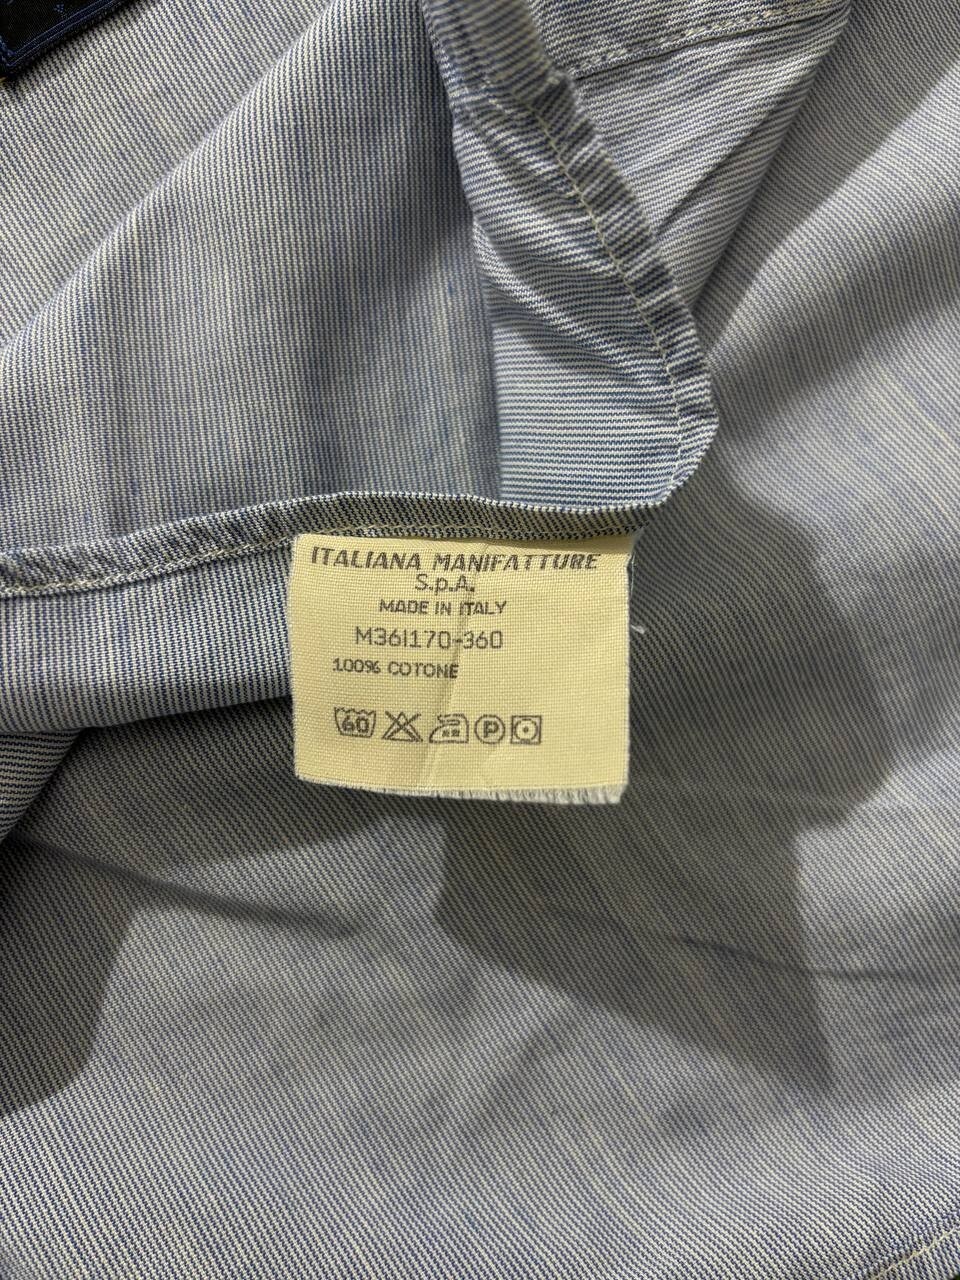 ITALIANA MANIFATTURE
S.p.A.
MADE IN ITALY
M36I170-360
100% COTONE
60 P